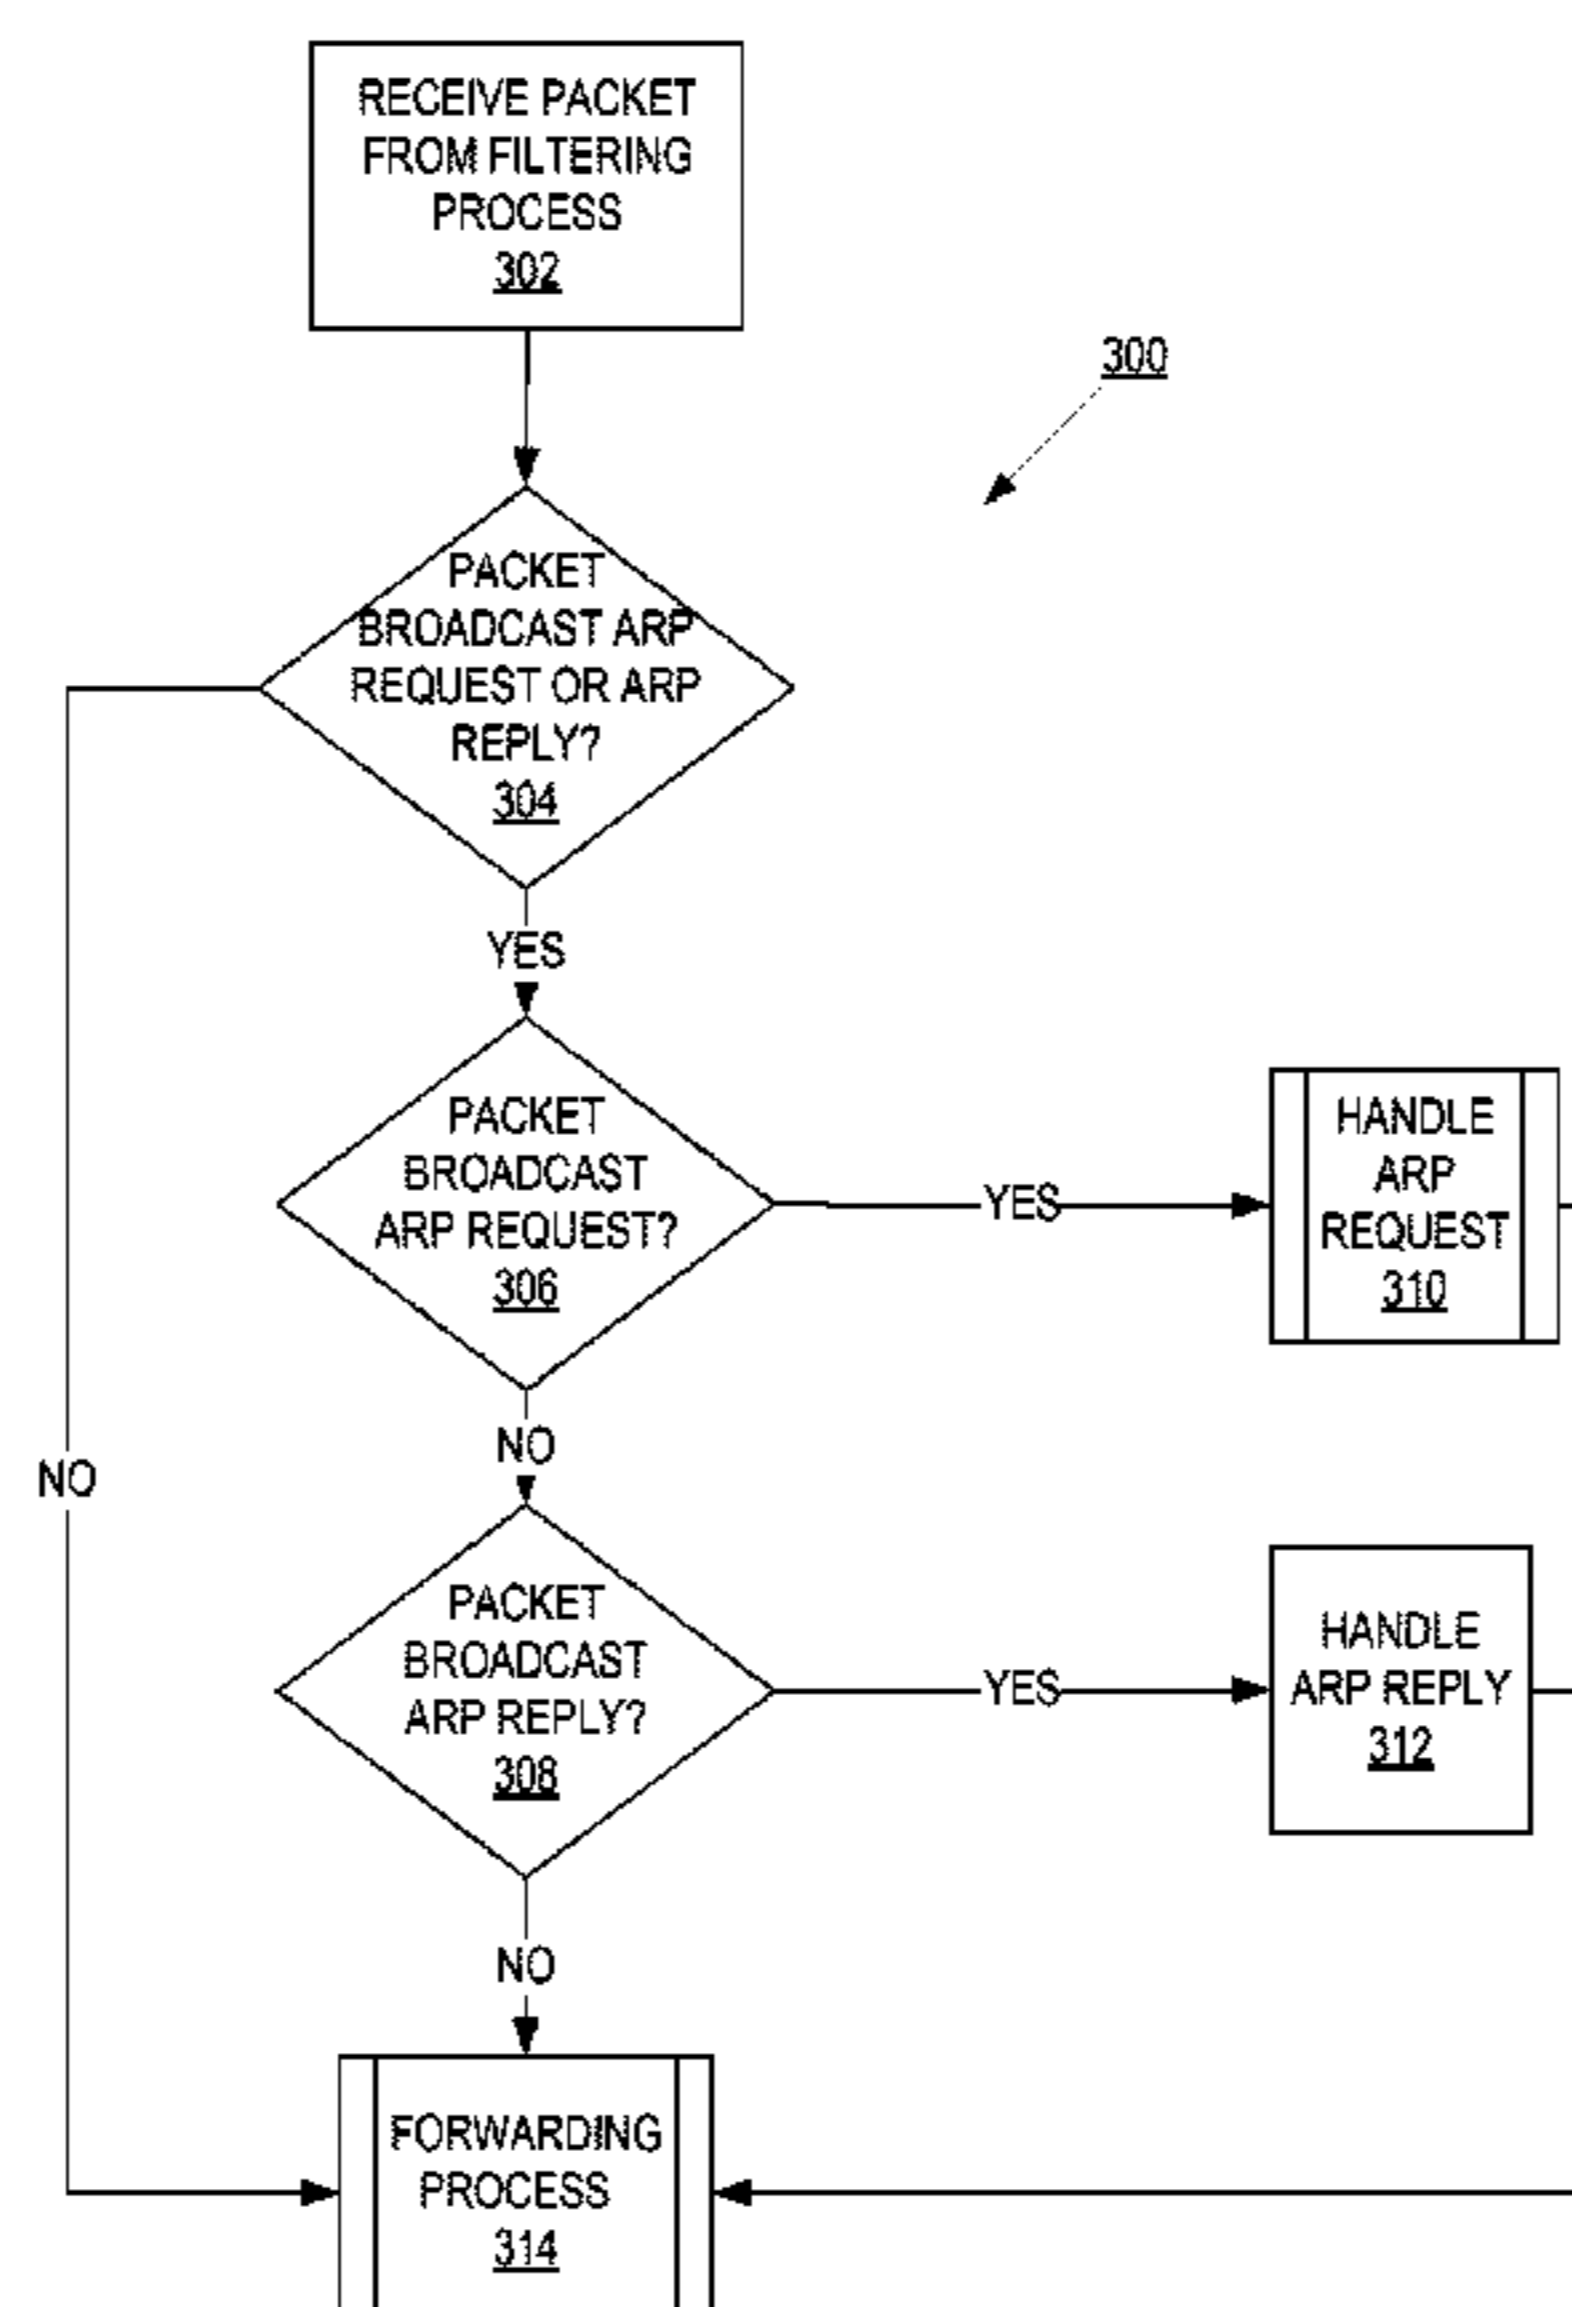 RECEIVE PACKET
FROM FILTERING
PROCESS
302
300
PACKET
BROADCAST ARP
REQUEST OR ARP
REPLY?
304
YES
PACKET
BROADCAST
ARP REQUEST?
306
YES
HANDLE
ARP
REQUEST
310
NO
NO
PACKET
BROADCAST
ARP REPLY?
308
YES
HANDLE
ARP REPLY
312
NO
FORWARDING
PROCESS
314